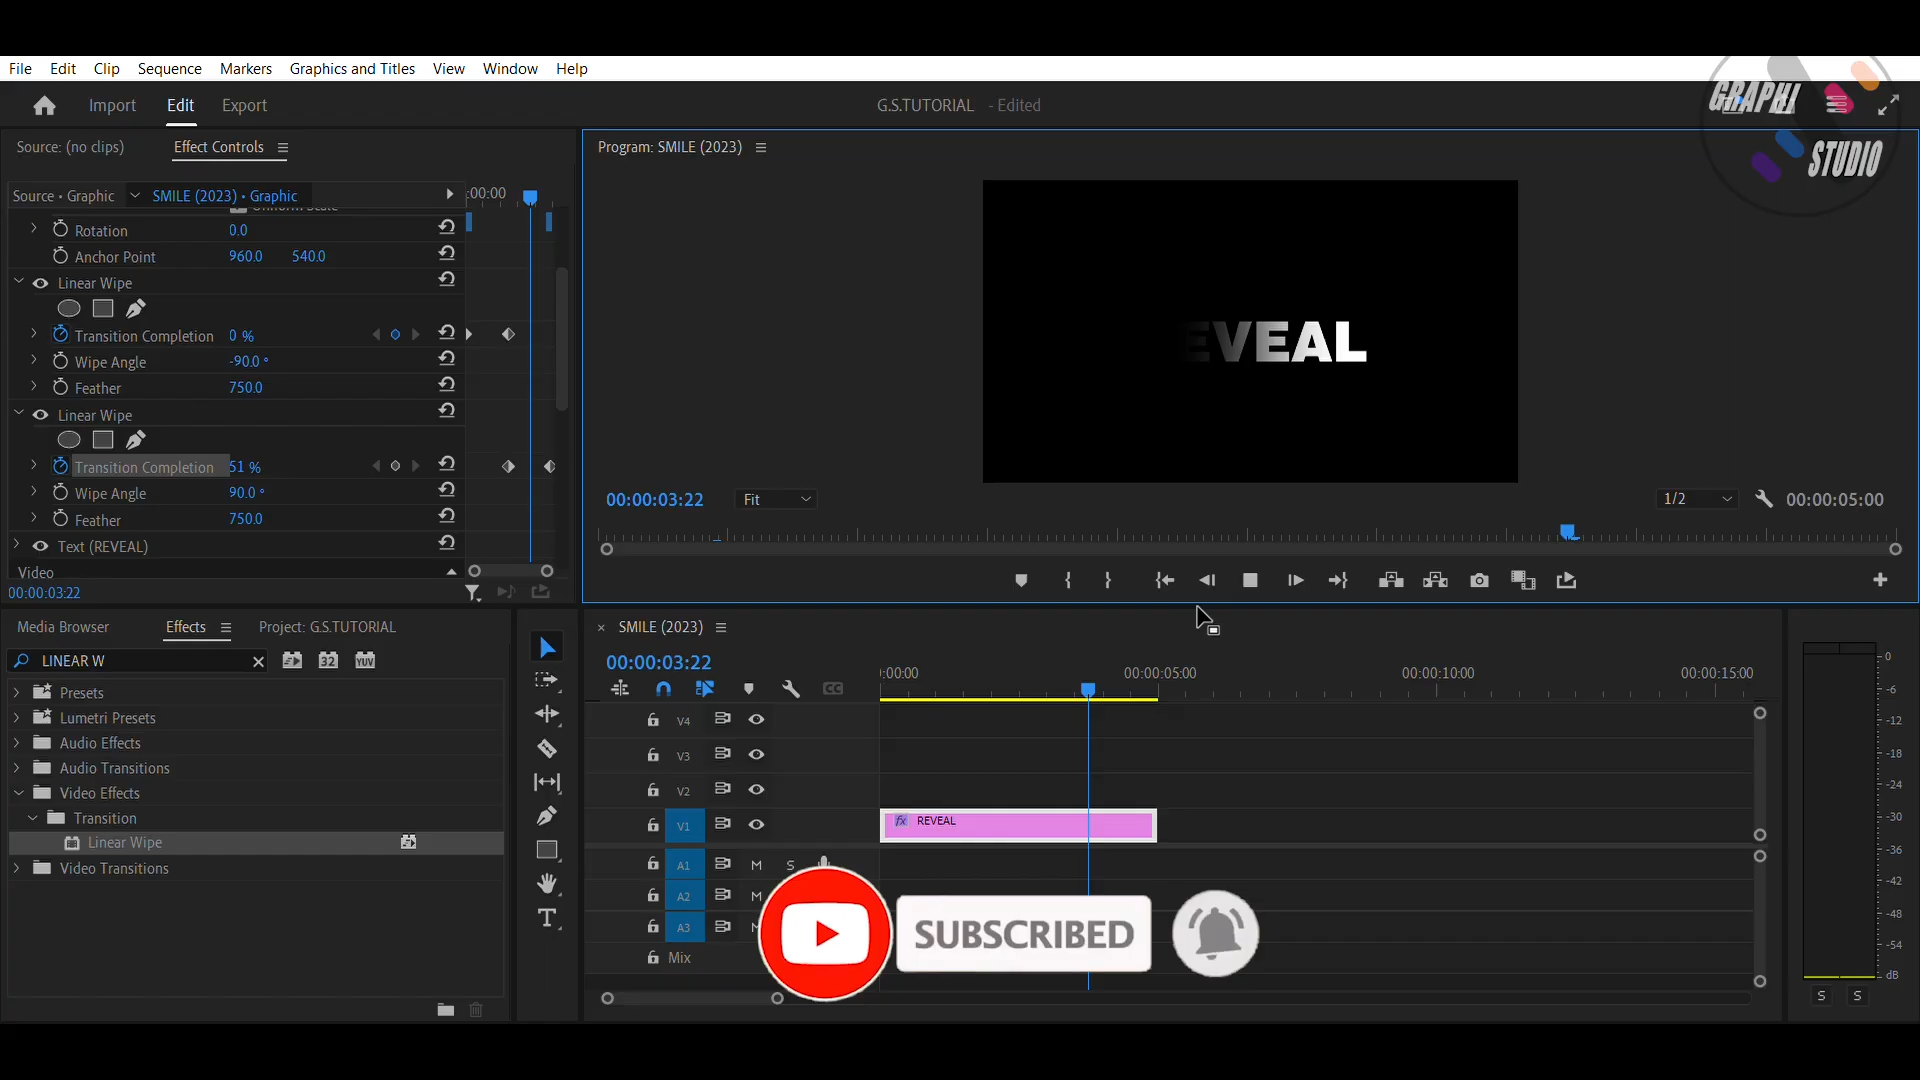 File Edit Clip Sequence Markers Graphics and Titles View Window Help
Import Edit Export
G.S.TUTORIAL - Edited
GRAPHI
STUDIO
Source: (no clips) Effect Controls
Source • Graphic SMILE (2023) • Graphic :00:00
Uniform Scale
Rotation 0.0
Anchor Point 960.0 540.0
Linear Wipe
Transition Completion 0 %
Wipe Angle -90.0 °
Feather 750.0
Linear Wipe
Transition Completion 51 %
Wipe Angle 90.0 °
Feather 750.0
Text (REVEAL)
Video
00:00:03:22
Program: SMILE (2023)
EVEAL
00:00:03:22 Fit 1/2 00:00:05:00
Media Browser Effects Project: G.S.TUTORIAL
LINEAR W
32 YUV
Presets
Lumetri Presets
Audio Effects
Audio Transitions
Video Effects
Transition
Linear Wipe
Video Transitions
SMILE (2023)
00:00:03:22
:00:00 00:00:05:00 00:00:10:00 00:00:15:00
CC
V4
V3
V2
V1 fx REVEAL
A1 M S
A2 M
A3
Mix
SUBSCRIBED
0
-6
-12
-18
-24
-30
-36
-42
-48
-54
dB
S S